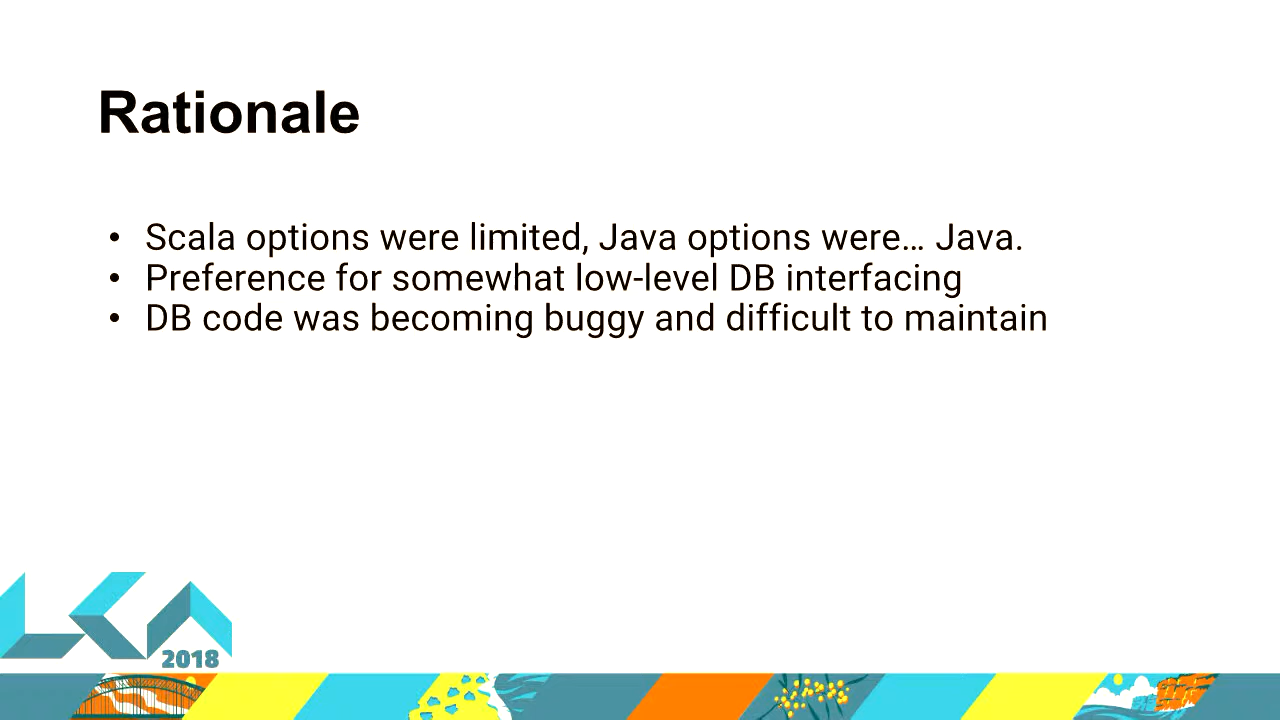 Rationale
• Scala options were limited, Java options were… Java.
• Preference for somewhat low-level DB interfacing
• DB code was becoming buggy and difficult to maintain
LCA
2018